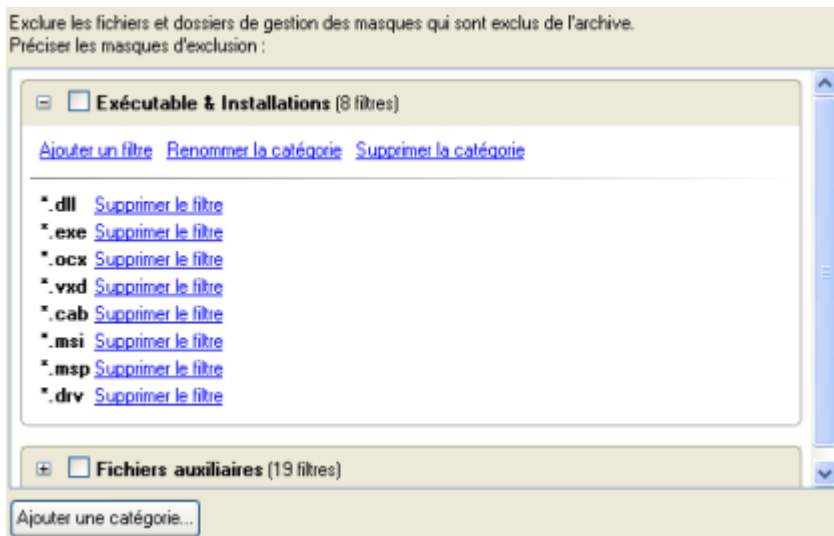 Exclure les fichiers et dossiers de gestion des masques qui sont exclus de l'archive.
Préciser les masques d'exclusion :
Exécutable & Installations (8 filtres)
Ajouter un filtre Renommer la catégorie Supprimer la catégorie
*.dll Supprimer le filtre
*.exe Supprimer le filtre
*.ocx Supprimer le filtre
*.vxd Supprimer le filtre
*.cab Supprimer le filtre
*.msi Supprimer le filtre
*.msp Supprimer le filtre
*.drv Supprimer le filtre
Fichiers auxiliaires (19 filtres)
Ajouter une catégorie...